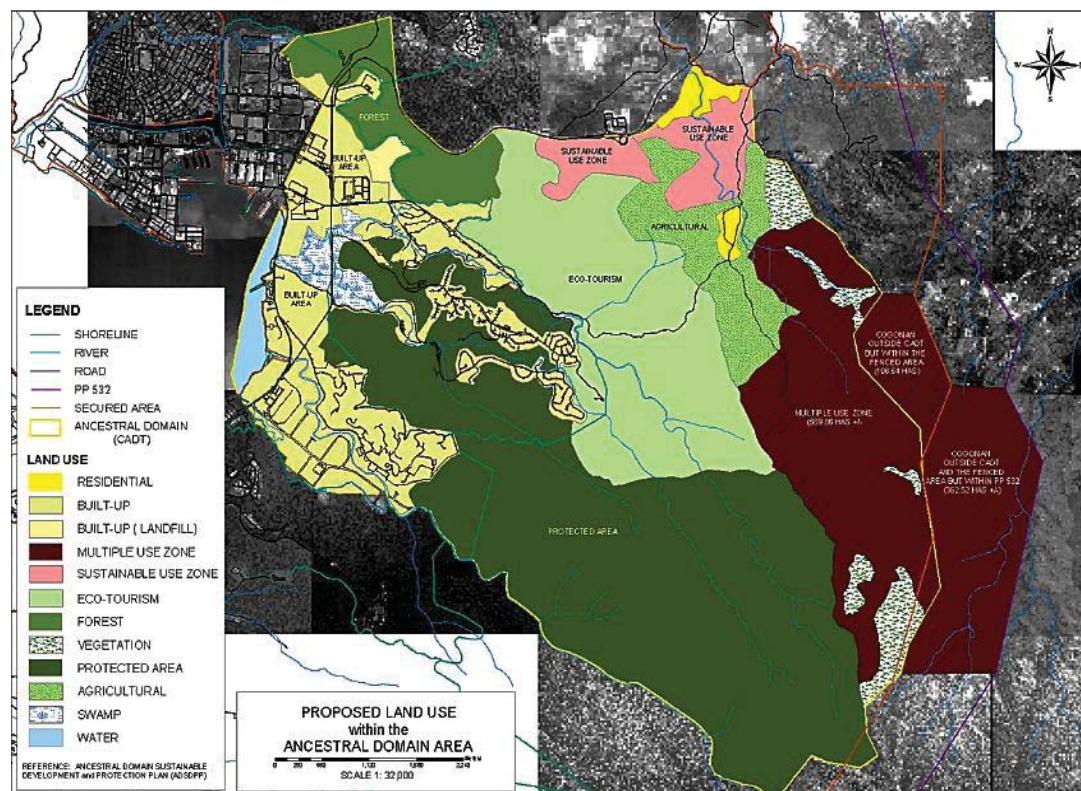 N
W
S
FOREST
BUILT-UP
AREA
SUSTAINABLE
USE ZONE
SUSTAINABLE
USE ZONE
AGRICULTURAL
ECO-TOURISM
BUILT-UP
AREA
COGONAN
OUTSIDE CADT
BUT WITHIN THE
FENCED AREA
MULTIPLE USE ZONE
COGONAN
OUTSIDE CADT
AND THE FENCED
AREA BUT WITHIN PP 532
PROTECTED AREA
LEGEND
SHORELINE
RIVER
ROAD
PP 532
SECURED AREA
ANCESTRAL DOMAIN
(CADT)
LAND USE
RESIDENTIAL
BUILT-UP
BUILT-UP ( LANDFILL)
MULTIPLE USE ZONE
SUSTAINABLE USE ZONE
ECO-TOURISM
FOREST
VEGETATION
PROTECTED AREA
AGRICULTURAL
SWAMP
WATER
REFERENCE: ANCESTRAL DOMAIN SUSTAINABLE
DEVELOPMENT and PROTECTION PLAN (ADSDPP)
PROPOSED LAND USE
within the
ANCESTRAL DOMAIN AREA
SCALE 1: 32,000